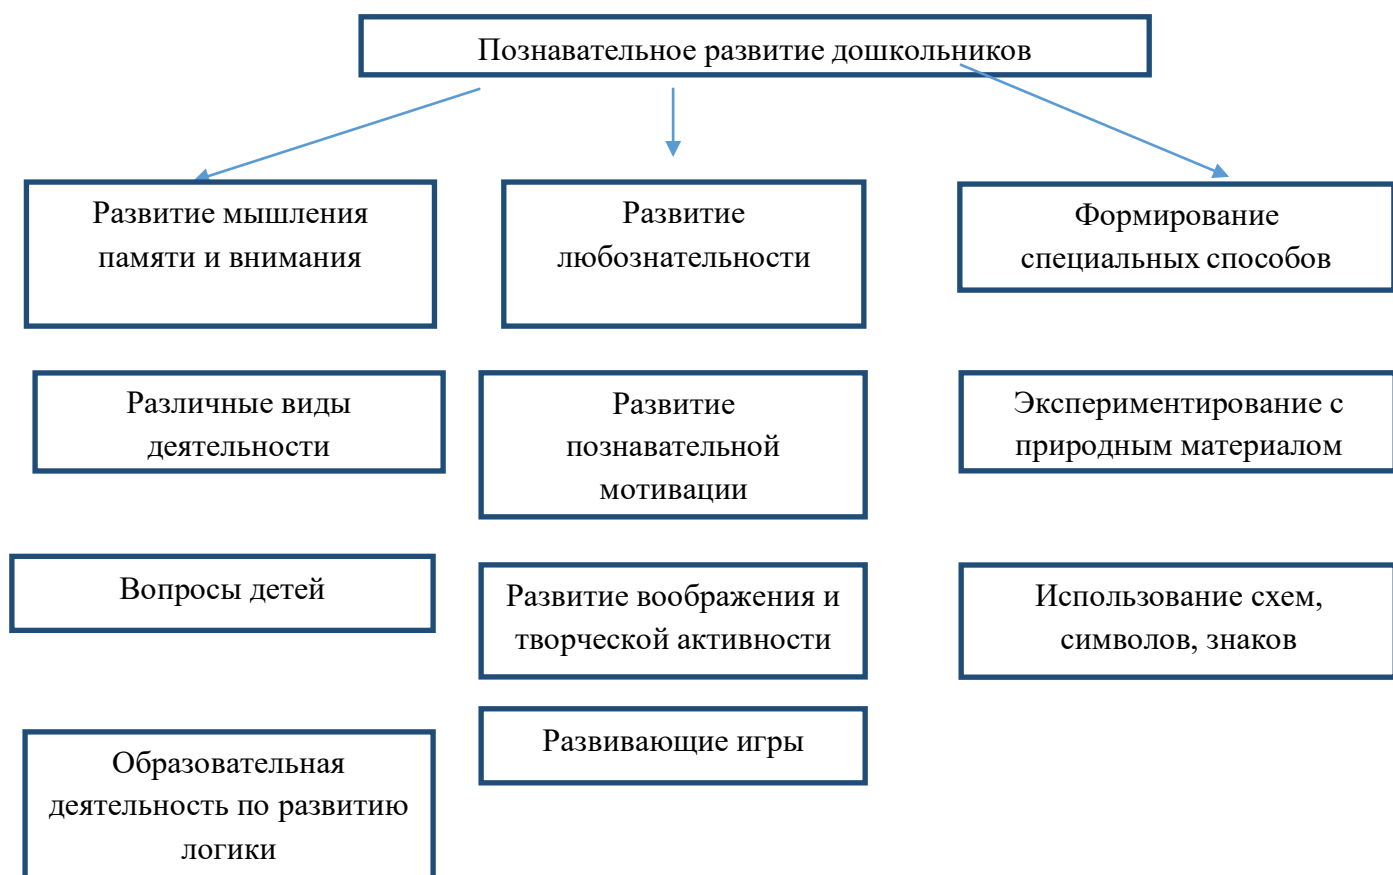 Познавательное развитие дошкольников
Развитие мышления
памяти и внимания
Развитие
любознательности
Формирование
специальных способов
Различные виды
деятельности
Развитие
познавательной
мотивации
Экспериментирование с
природным материалом
Вопросы детей
Развитие воображения и
творческой активности
Использование схем,
символов, знаков
Развивающие игры
Образовательная
деятельность по развитию
логики